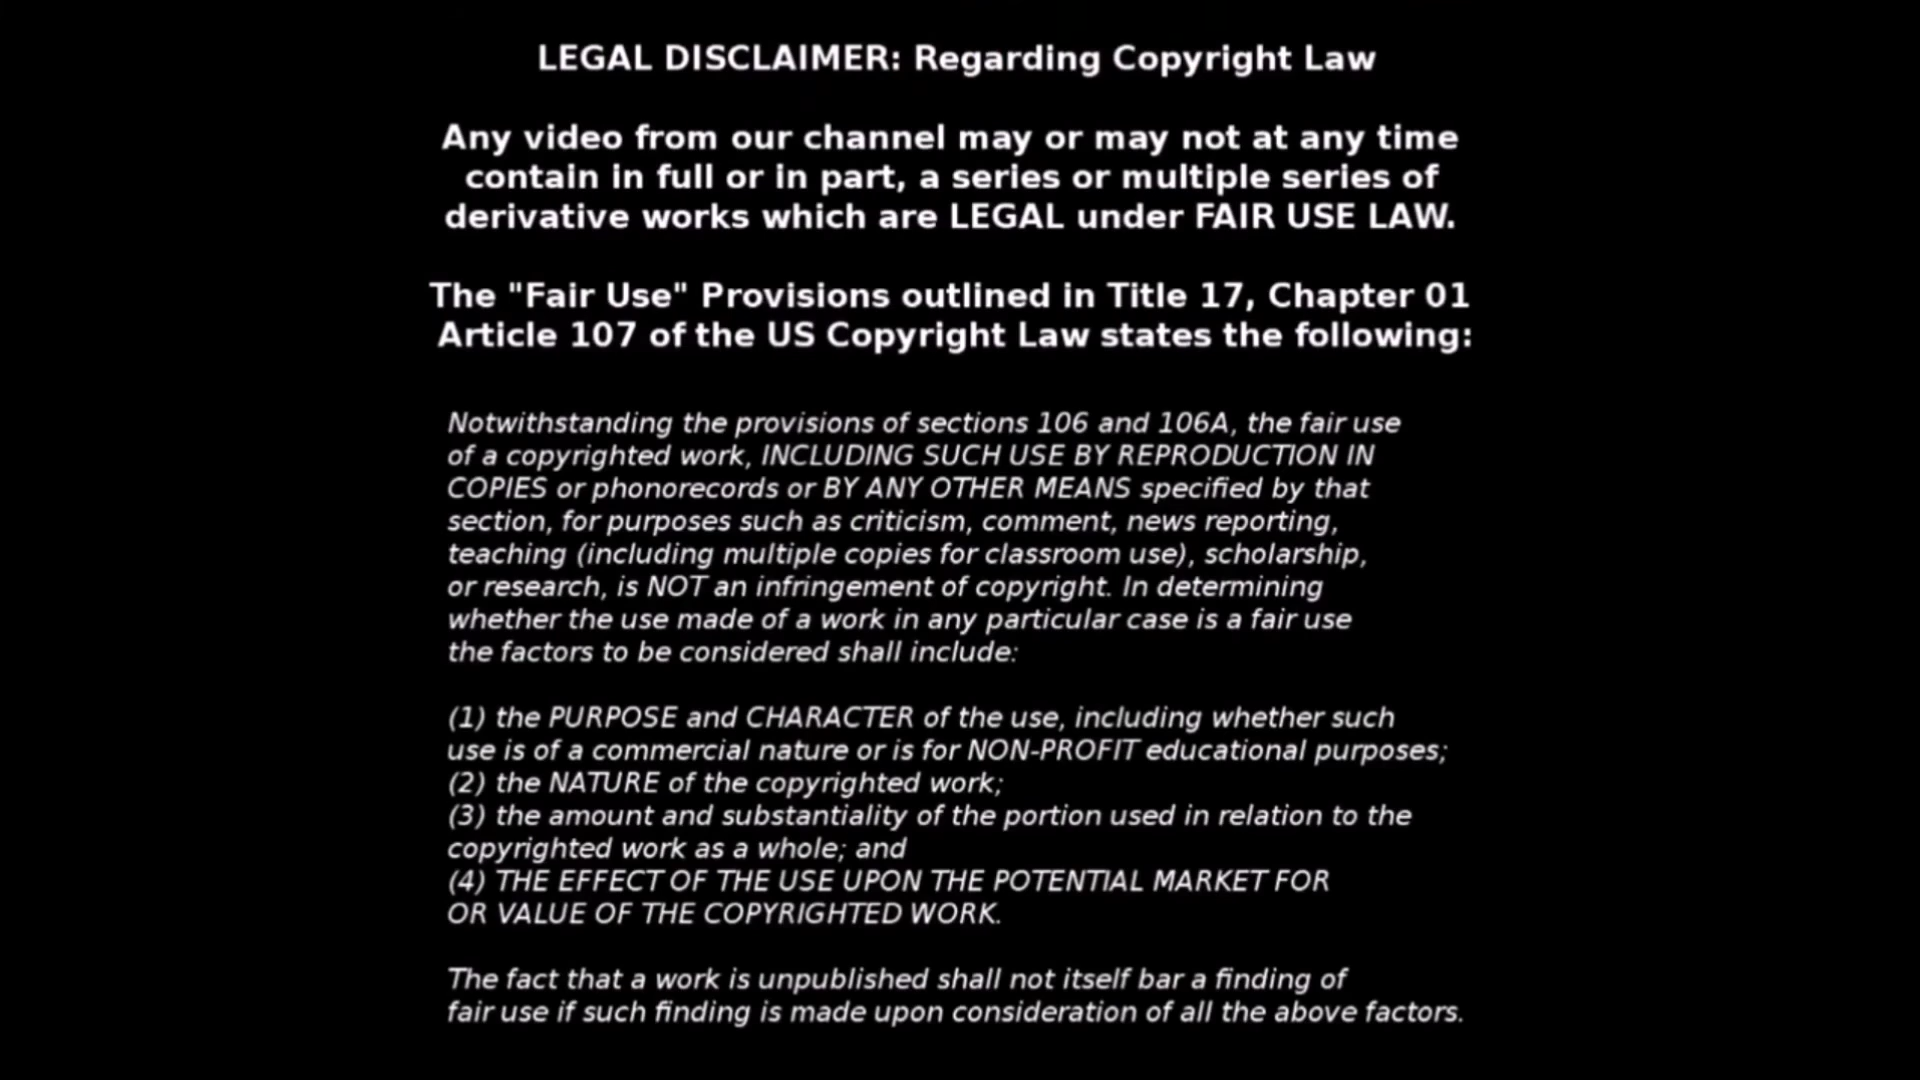 LEGAL DISCLAIMER: Regarding Copyright Law
Any video from our channel may or may not at any time
contain in full or in part, a series or multiple series of
derivative works which are LEGAL under FAIR USE LAW.
The "Fair Use" Provisions outlined in Title 17, Chapter 01
Article 107 of the US Copyright Law states the following:
Notwithstanding the provisions of sections 106 and 106A, the fair use
of a copyrighted work, INCLUDING SUCH USE BY REPRODUCTION IN
COPIES or phonorecords or BY ANY OTHER MEANS specified by that
section, for purposes such as criticism, comment, news reporting,
teaching (including multiple copies for classroom use), scholarship,
or research, is NOT an infringement of copyright. In determining
whether the use made of a work in any particular case is a fair use
the factors to be considered shall include:
(1) the PURPOSE and CHARACTER of the use, including whether such
use is of a commercial nature or is for NON-PROFIT educational purposes;
(2) the NATURE of the copyrighted work;
(3) the amount and substantiality of the portion used in relation to the
copyrighted work as a whole; and
(4) THE EFFECT OF THE USE UPON THE POTENTIAL MARKET FOR
OR VALUE OF THE COPYRIGHTED WORK.
The fact that a work is unpublished shall not itself bar a finding of
fair use if such finding is made upon consideration of all the above factors.